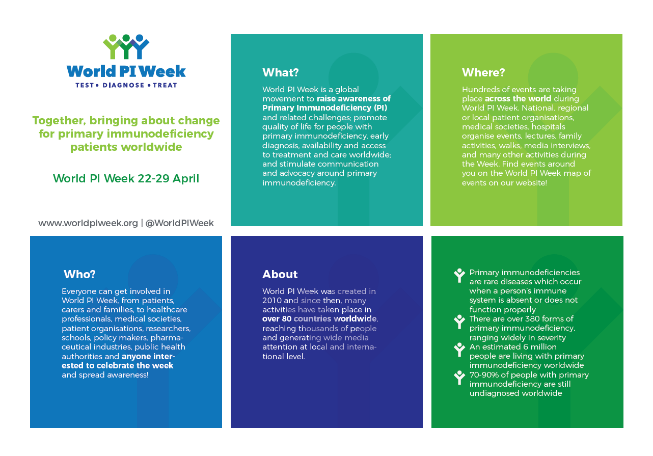 World PI Week
TEST • DIAGNOSE • TREAT
Together, bringing about change
for primary immunodeficiency
patients worldwide
World PI Week 22-29 April
www.worldpiweek.org | @WorldPIWeek
What?
World PI Week is a global
movement to raise awareness of
Primary Immunodeficiency (PI)
and related challenges; promote
quality of life for people with
primary immunodeficiency, early
diagnosis, availability and access
to treatment and care worldwide;
and stimulate communication
and advocacy around primary
immunodeficiency.
Where?
Hundreds of events are taking
place across the world during
World PI Week. National, regional
or local patient organisations,
medical societies, hospitals
organise events, lectures, family
activities, walks, media interviews,
and many other activities during
the Week. Find events around
you on the World PI Week map of
events on our website!
Who?
Everyone can get involved in
World PI Week, from patients,
carers and families, to healthcare
professionals, medical societies,
patient organisations, researchers,
schools, policy makers, pharma-
ceutical industries, public health
authorities and anyone inter-
ested to celebrate the week
and spread awareness!
About
World PI Week was created in
2010 and since then, many
activities have taken place in
over 80 countries worldwide,
reaching thousands of people
and generating wide media
attention at local and interna-
tional level.
Primary immunodeficiencies
are rare diseases which occur
when a person's immune
system is absent or does not
function properly
There are over 380 forms of
primary immunodeficiency,
ranging widely in severity
An estimated 6 million
people are living with primary
immunodeficiency worldwide
70-90% of people with primary
immunodeficiency are still
undiagnosed worldwide